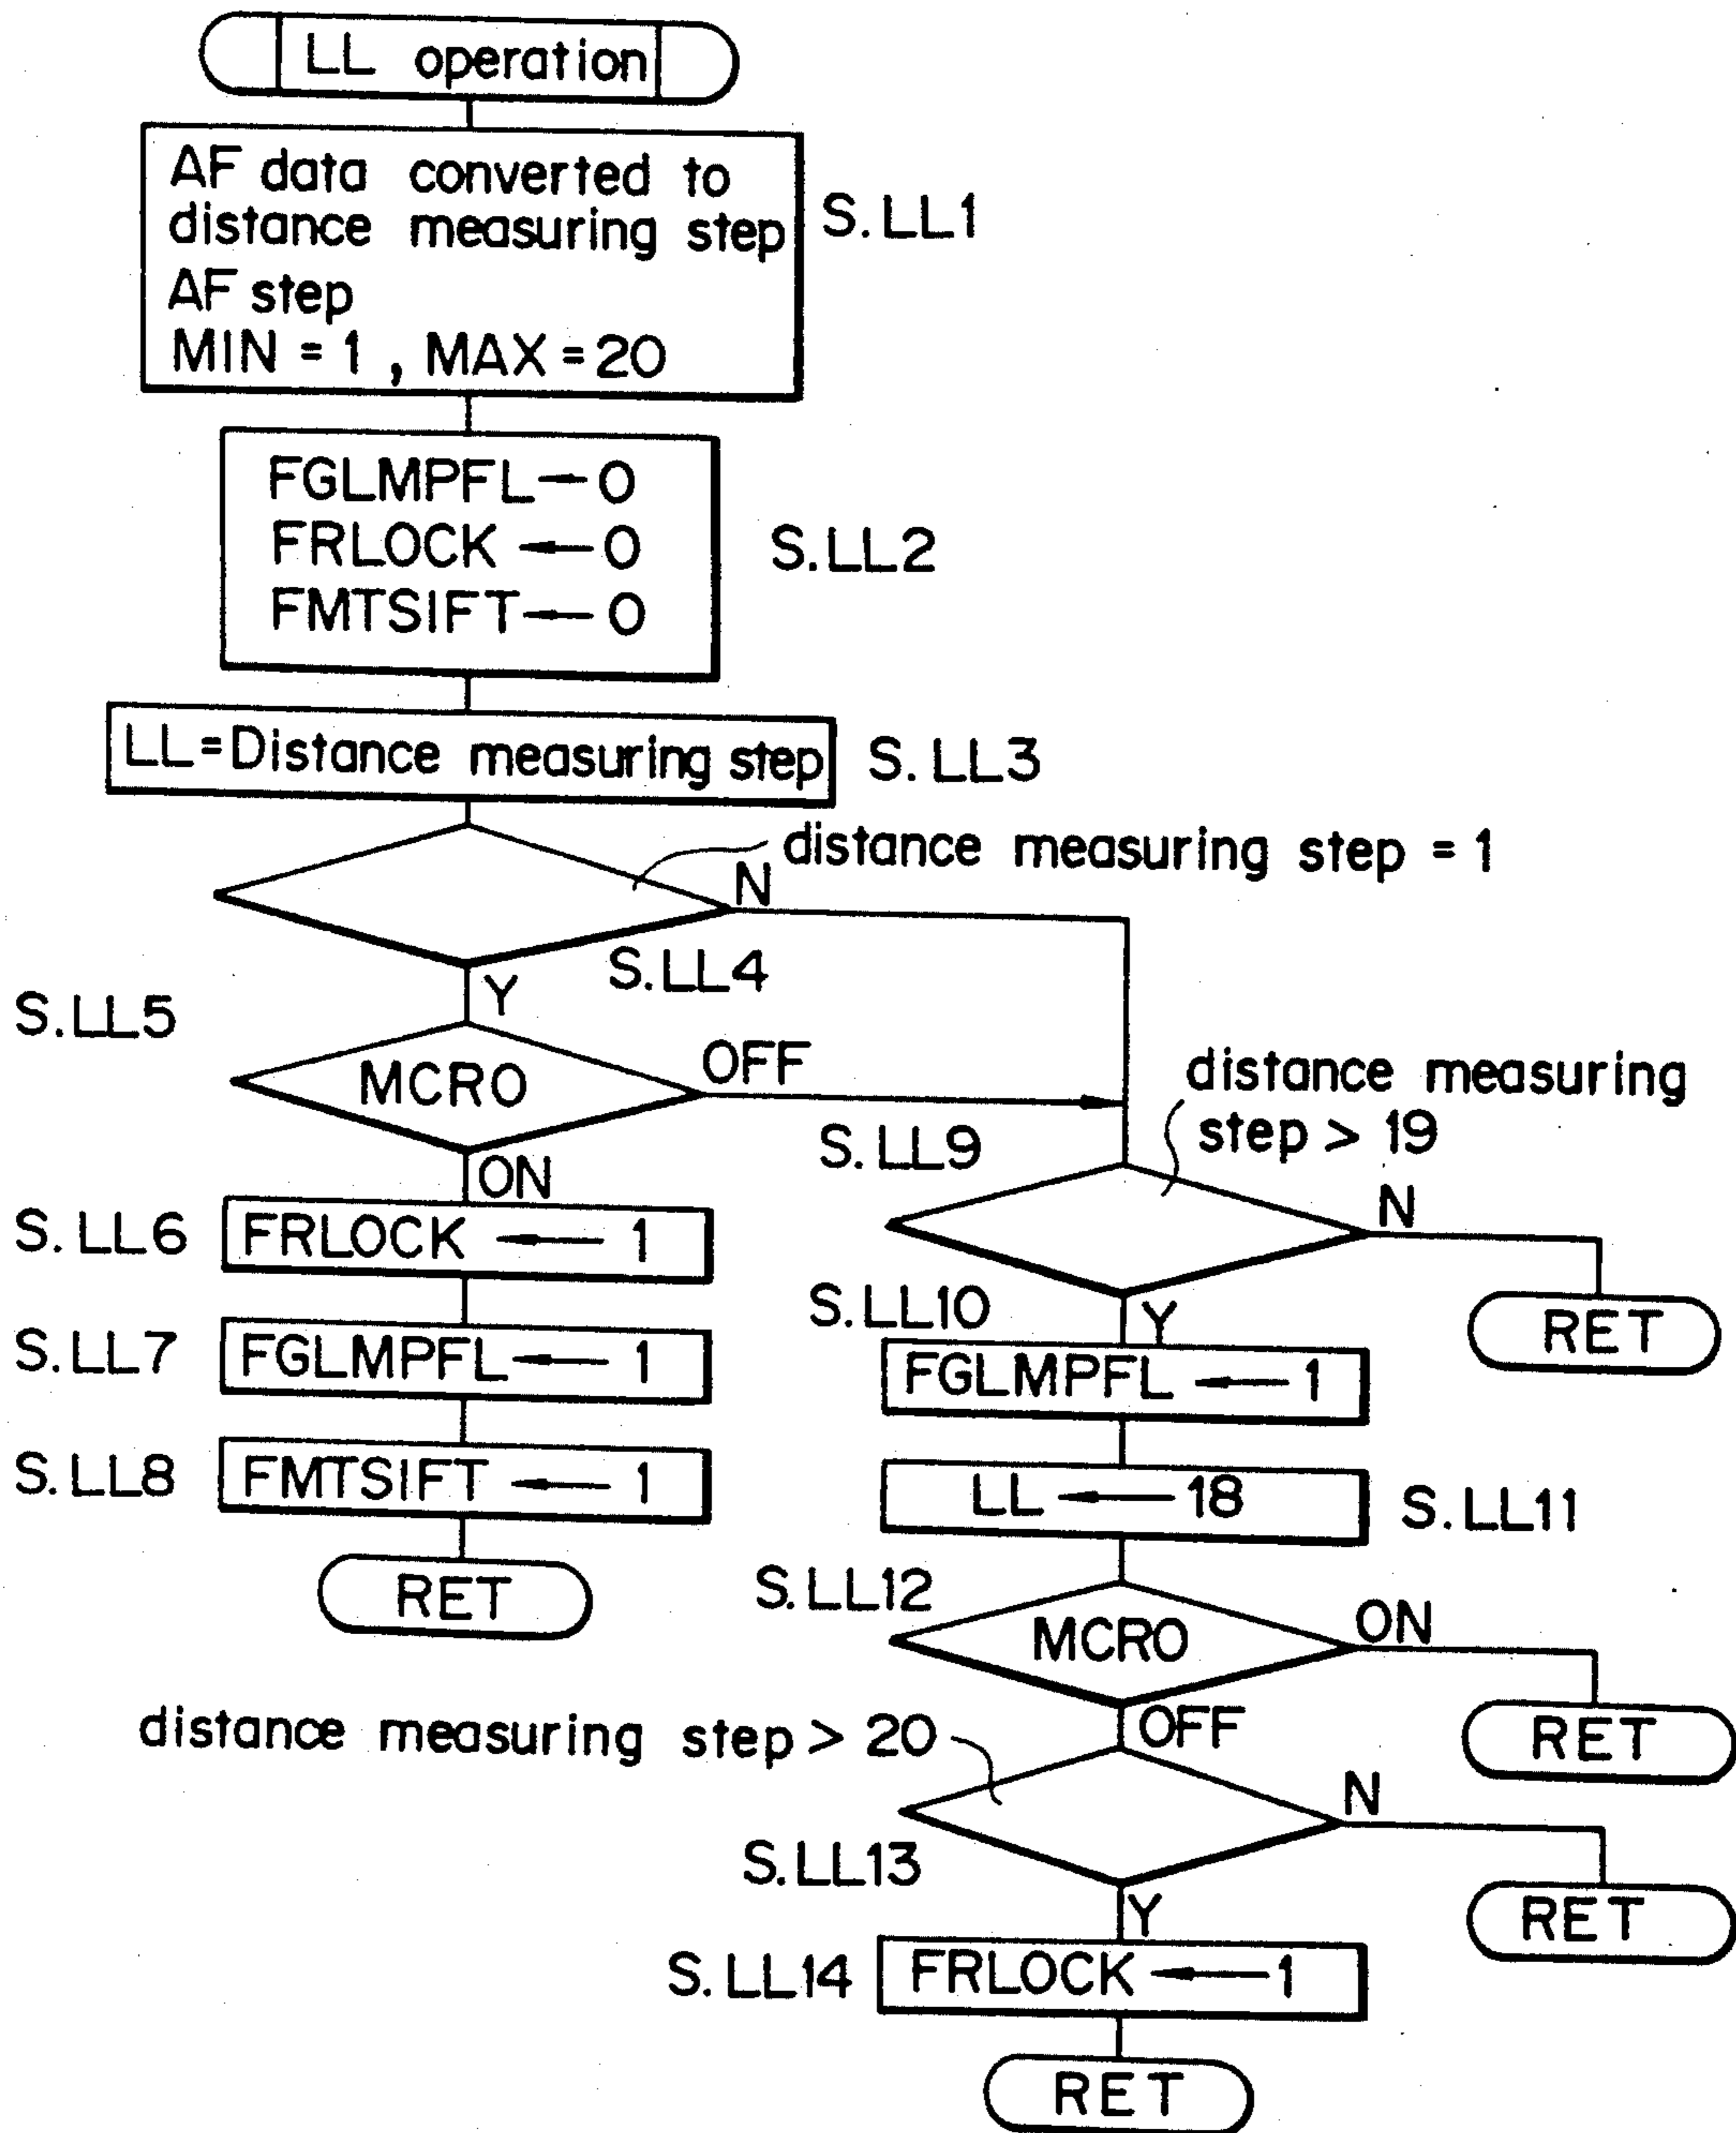 LL operation
AF data converted to
distance measuring step
AF step
MIN = 1 , MAX = 20
S.LL1
FGLMPFL ← 0
FRLOCK ← 0
FMTSIFT ← 0
S.LL2
LL=Distance measuring step
S.LL3
distance measuring step = 1
N
S.LL4
Y
S.LL5
MCRO
OFF
ON
S.LL6
FRLOCK ← 1
S.LL7
FGLMPFL ← 1
S.LL8
FMTSIFT ← 1
RET
distance measuring
step > 19
S.LL9
N
RET
Y
S.LL10
FGLMPFL ← 1
LL ← 18
S.LL11
S.LL12
MCRO
ON
RET
OFF
distance measuring step > 20
N
RET
S.LL13
Y
S.LL14
FRLOCK ← 1
RET